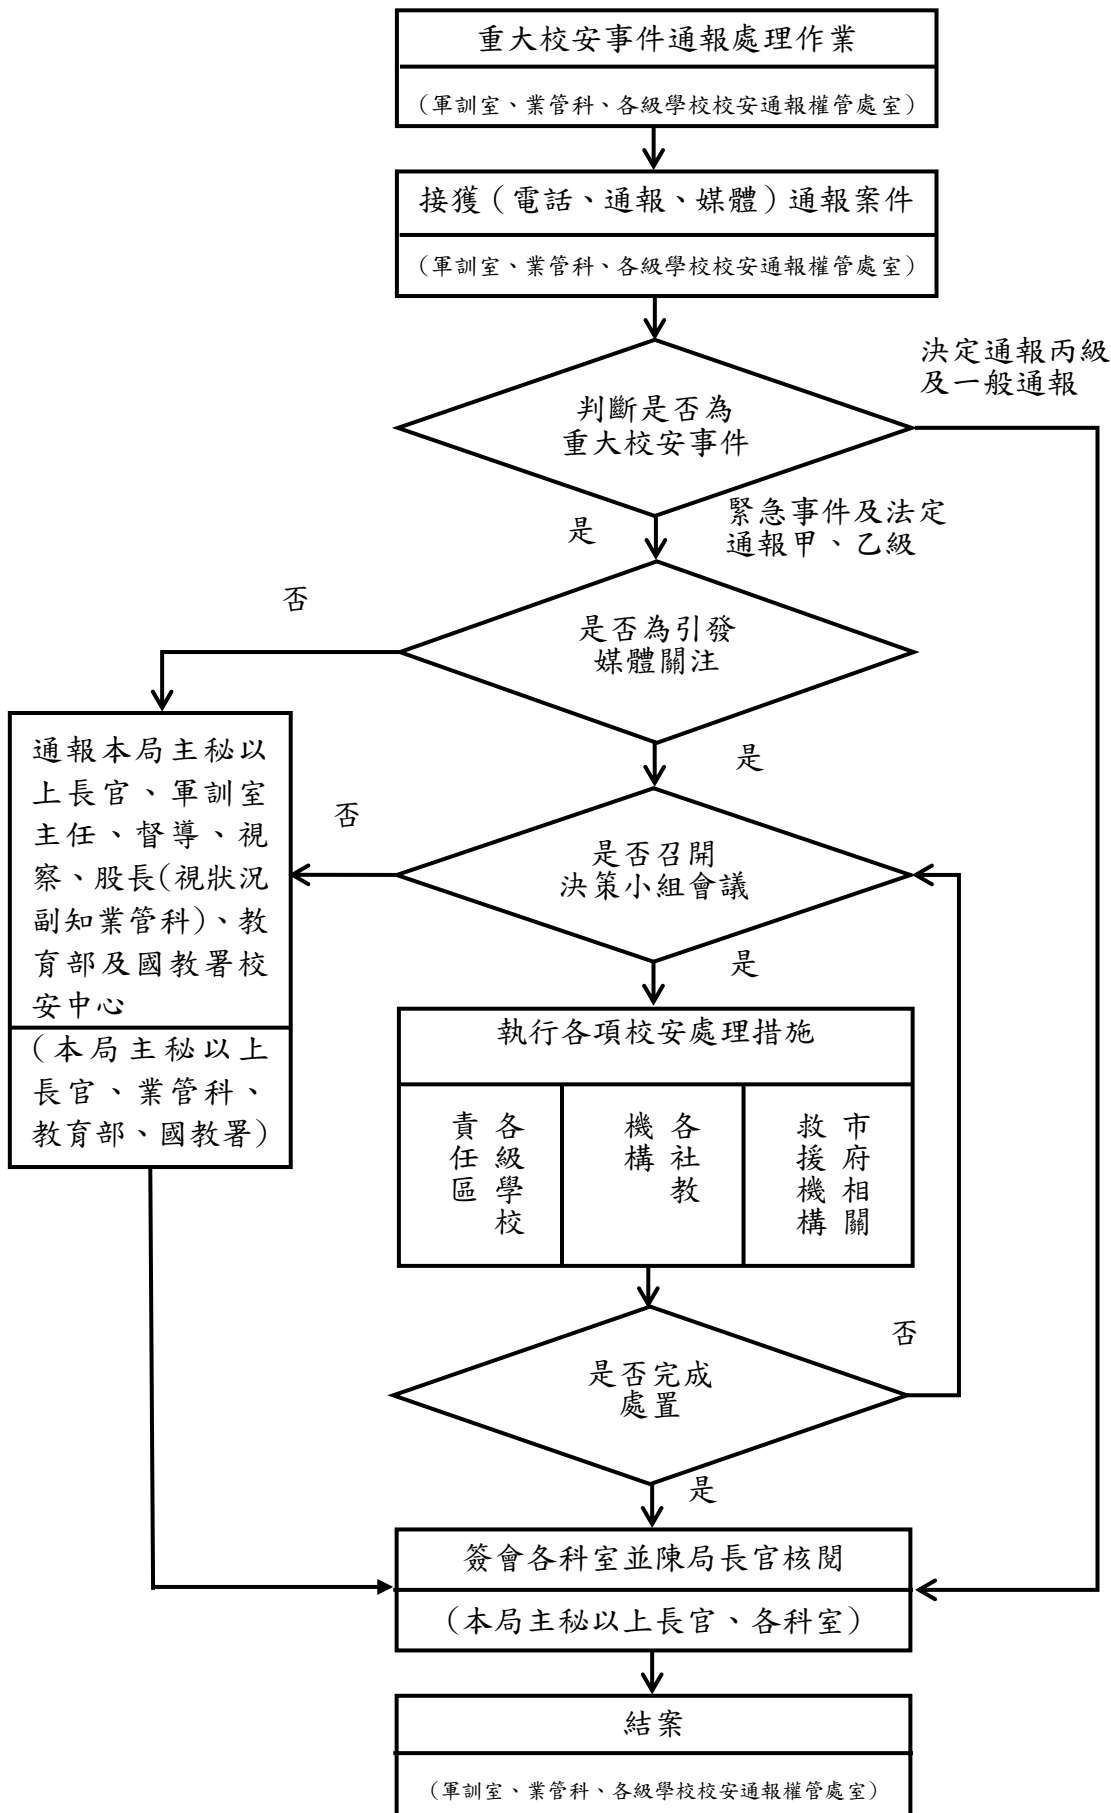 重大校安事件通報處理作業
（軍訓室、業管科、各級學校校安通報權管處室）
接獲（電話、通報、媒體）通報案件
（軍訓室、業管科、各級學校校安通報權管處室）
決定通報丙級
及一般通報
判斷是否為
重大校安事件
是
緊急事件及法定
通報甲、乙級
否
是否為引發
媒體關注
是
通報本局主秘以
上長官、軍訓室
主任、督導、視
察、股長(視狀況
副知業管科)、教
育部及國教署校
安中心
（本局主秘以上
長官、業管科、
教育部、國教署）
否
是否召開
決策小組會議
是
執行各項校安處理措施
各級學校
責任區
各社教
機構
市府相關
救援機構
否
是否完成
處置
是
簽會各科室並陳局長官核閱
（本局主秘以上長官、各科室）
結案
（軍訓室、業管科、各級學校校安通報權管處室）